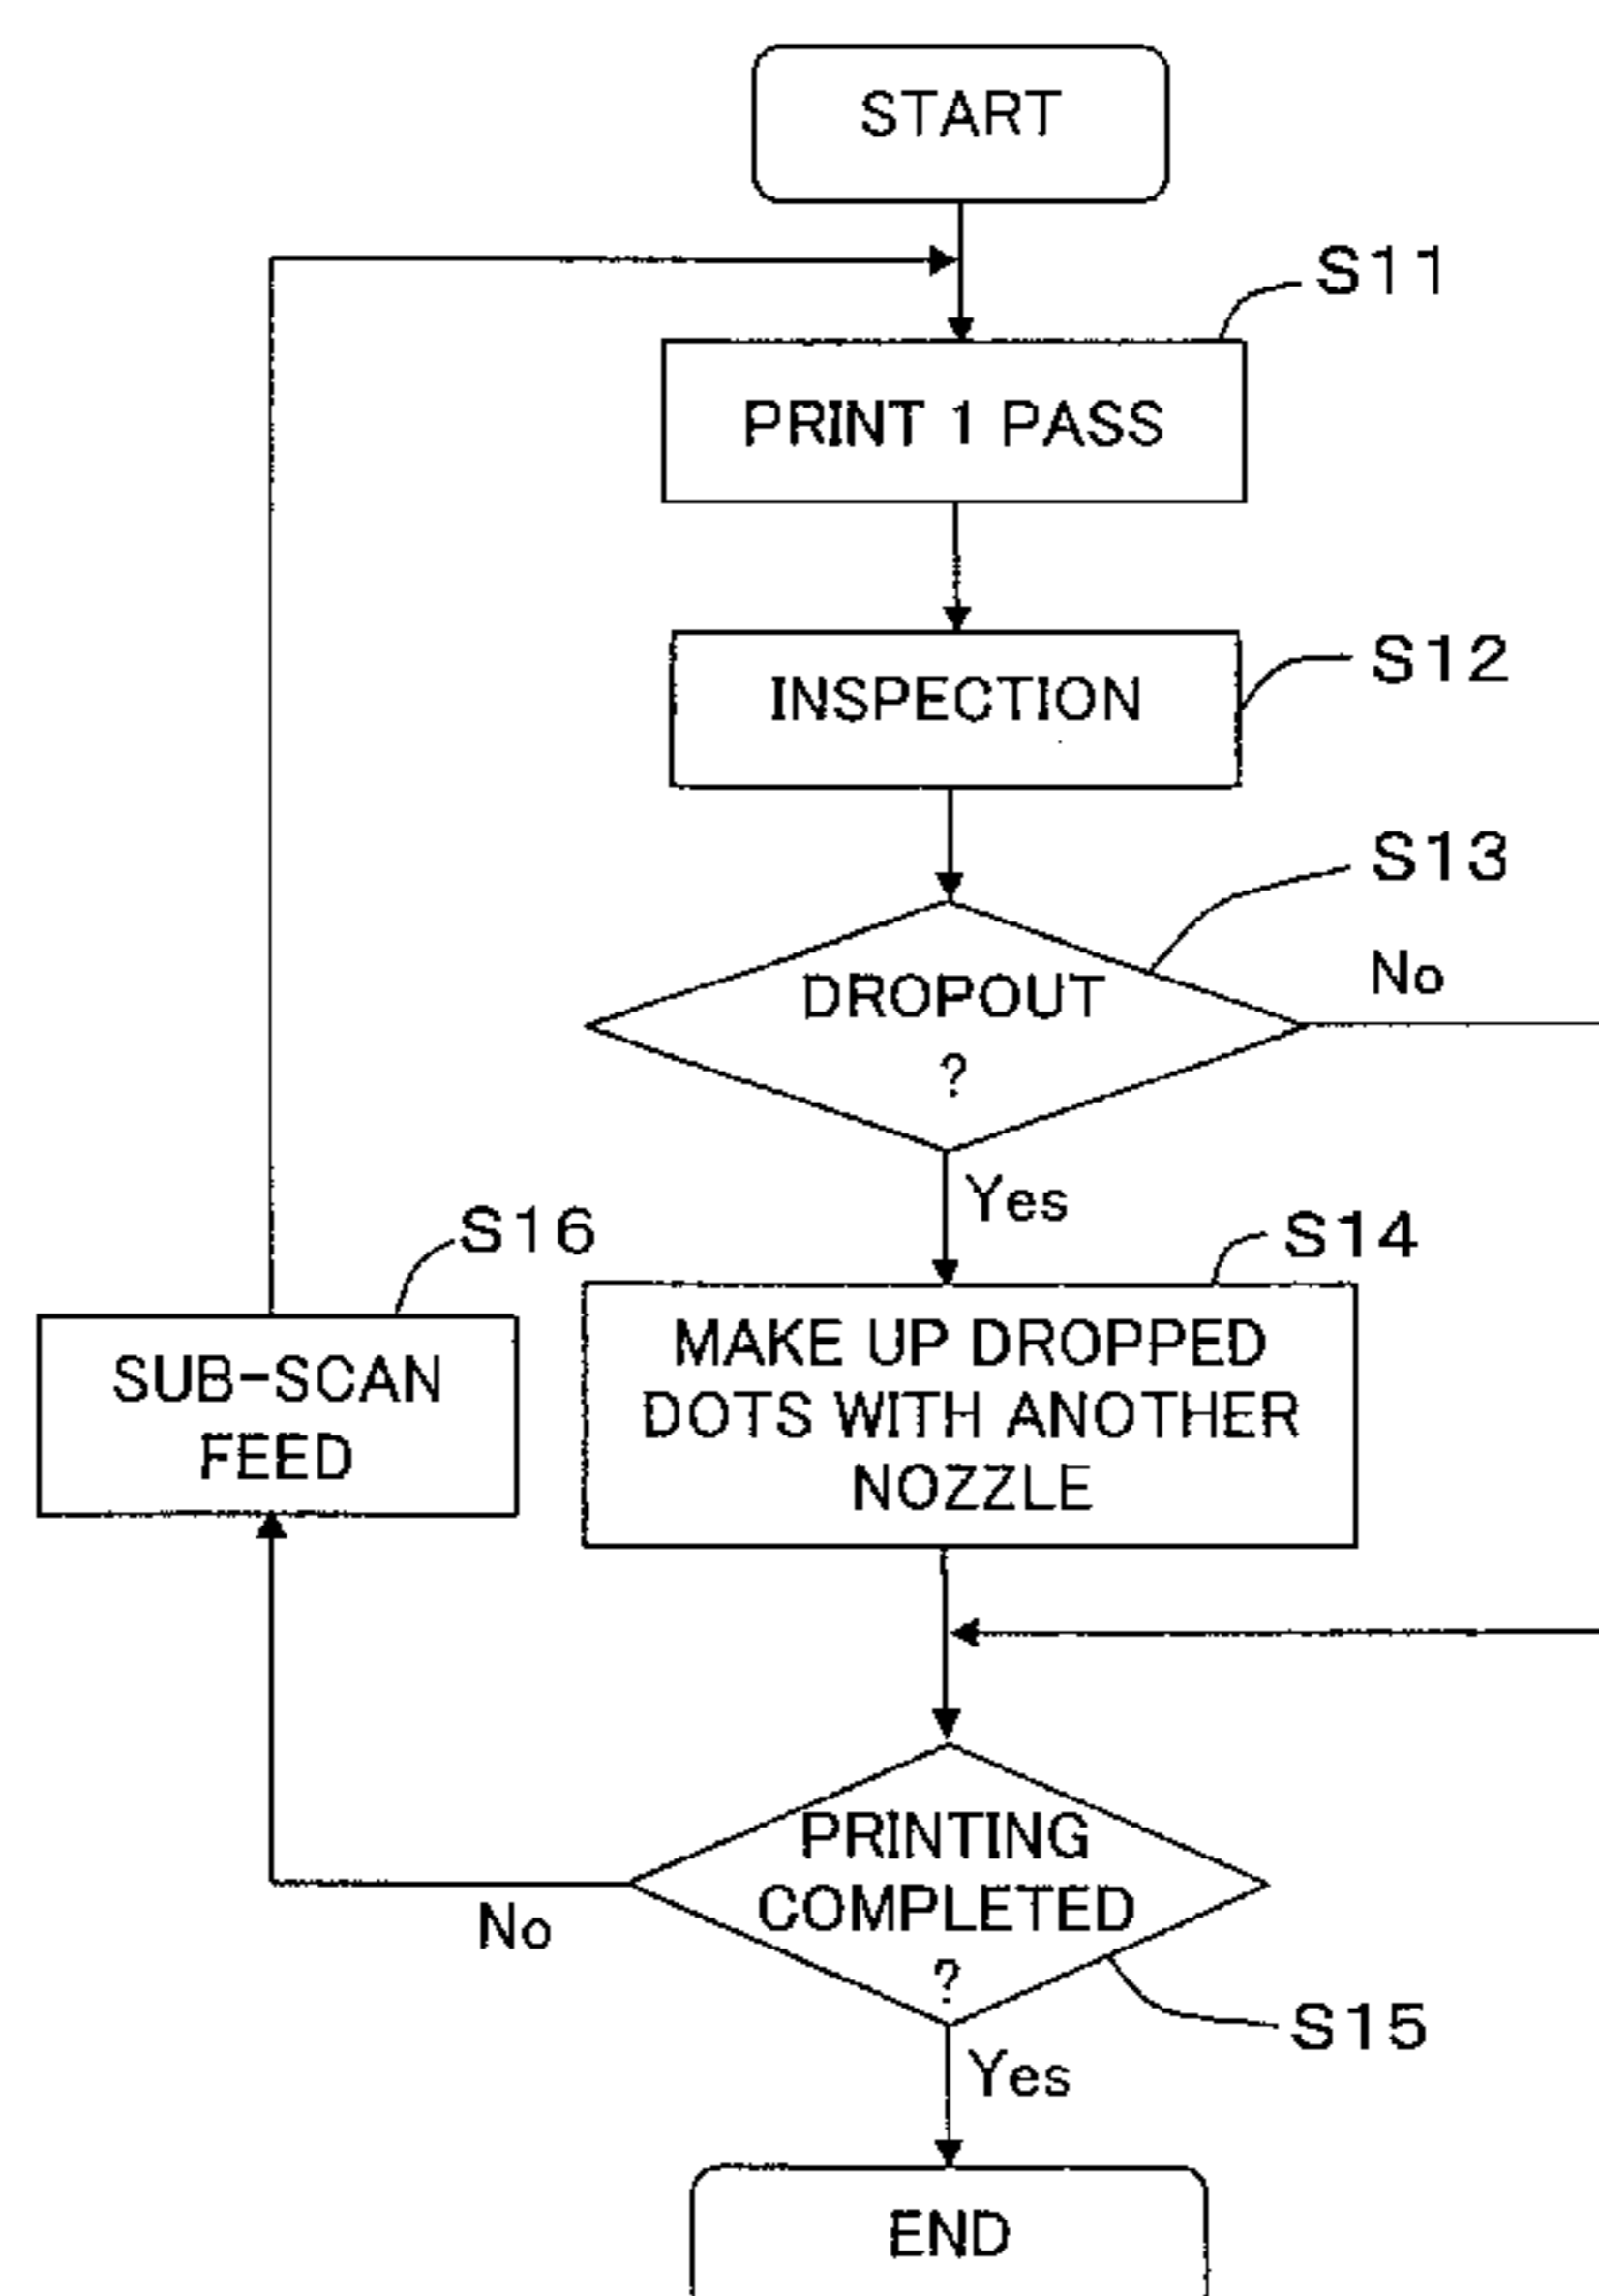 START
S11
PRINT 1 PASS
S12
INSPECTION
S13
DROPOUT
?
No
Yes
S14
MAKE UP DROPPED
DOTS WITH ANOTHER
NOZZLE
S16
SUB-SCAN
FEED
PRINTING
COMPLETED
?
No
S15
Yes
END